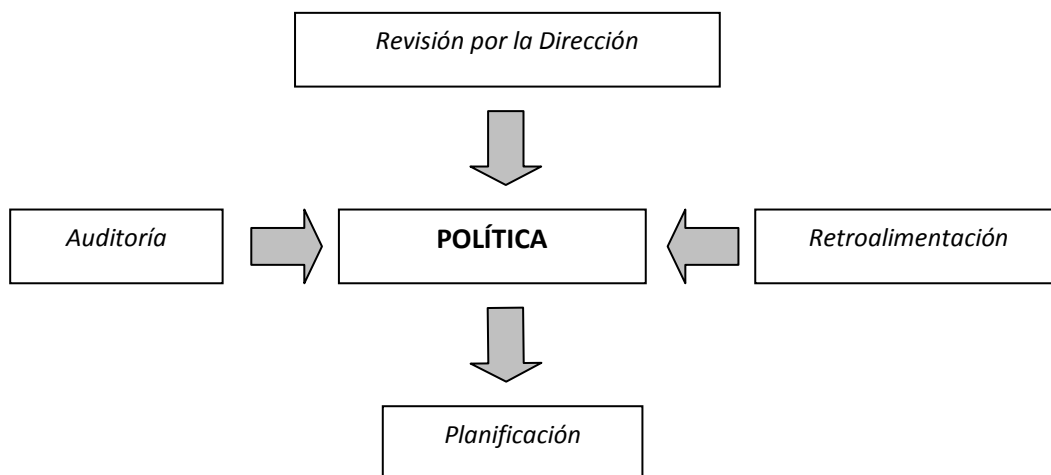 Revisión por la Dirección
Auditoría
POLÍTICA
Retroalimentación
Planificación